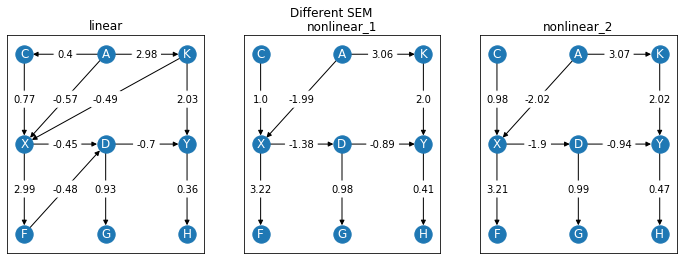 Different SEM
linear
nonlinear_1
nonlinear_2
C 0.4 A 2.98 K
C A 3.06 K
C A 3.07 K
0.77 -0.57 -0.49 2.03
1.0 -1.99 2.0
0.98 -2.02 2.02
X -0.45 D -0.7 Y
X -1.38 D -0.89 Y
X -1.9 D -0.94 Y
2.99 -0.48 0.93 0.36
3.22 0.98 0.41
3.21 0.99 0.47
F G H
F G H
F G H